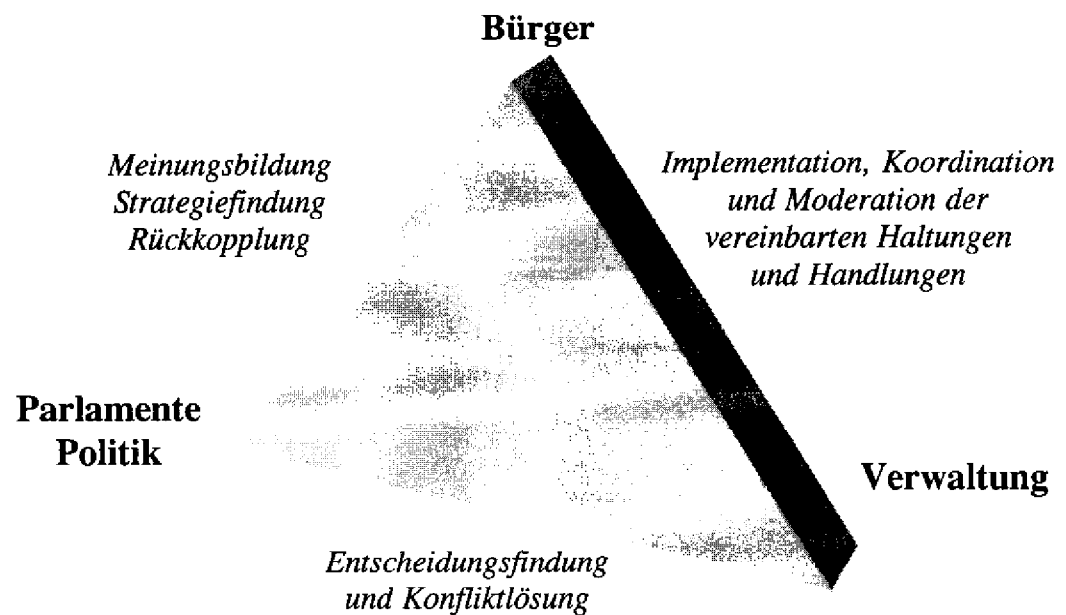 Bürger
Meinungsbildung
Strategiefindung
Rückkopplung
Implementation, Koordination
und Moderation der
vereinbarten Haltungen
und Handlungen
Parlamente
Politik
Verwaltung
Entscheidungsfindung
und Konfliktlösung